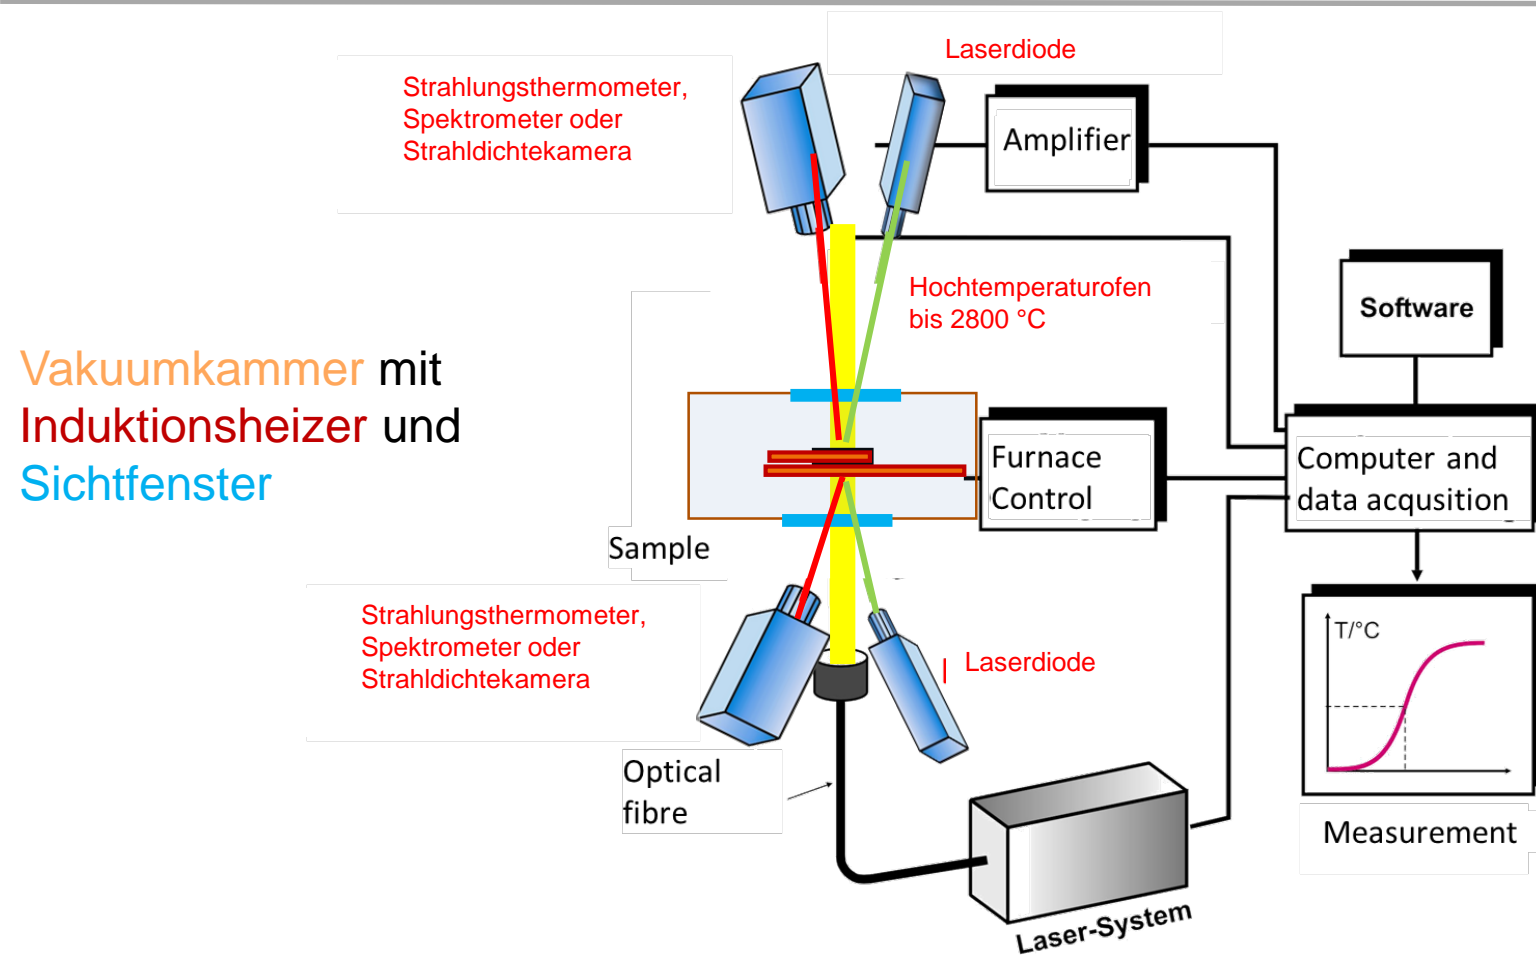 Laserdiode
Strahlungsthermometer,
Spektrometer oder
Strahldichtekamera
Amplifier
Hochtemperaturofen
bis 2800 °C
Software
Vakuumkammer mit
Induktionsheizer und
Sichtfenster
Furnace
Control
Computer and
data acqusition
Sample
Strahlungsthermometer,
Spektrometer oder
Strahldichtekamera
T/°C
Laserdiode
Optical
fibre
Measurement
Laser-System